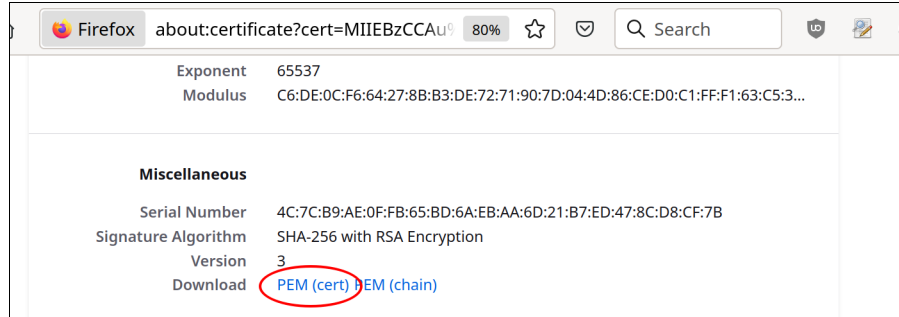 Firefox about:certificate?cert=MIIEBzCCAu% 80% Search
Exponent 65537
Modulus C6:DE:0C:F6:64:27:8B:B3:DE:72:71:90:7D:04:4D:86:CE:D0:C1:FF:F1:63:C5:3...
Miscellaneous
Serial Number 4C:7C:B9:AE:0F:FB:65:BD:6A:EB:AA:6D:21:B7:ED:47:8C:D8:CF:7B
Signature Algorithm SHA-256 with RSA Encryption
Version 3
Download PEM (cert) PEM (chain)